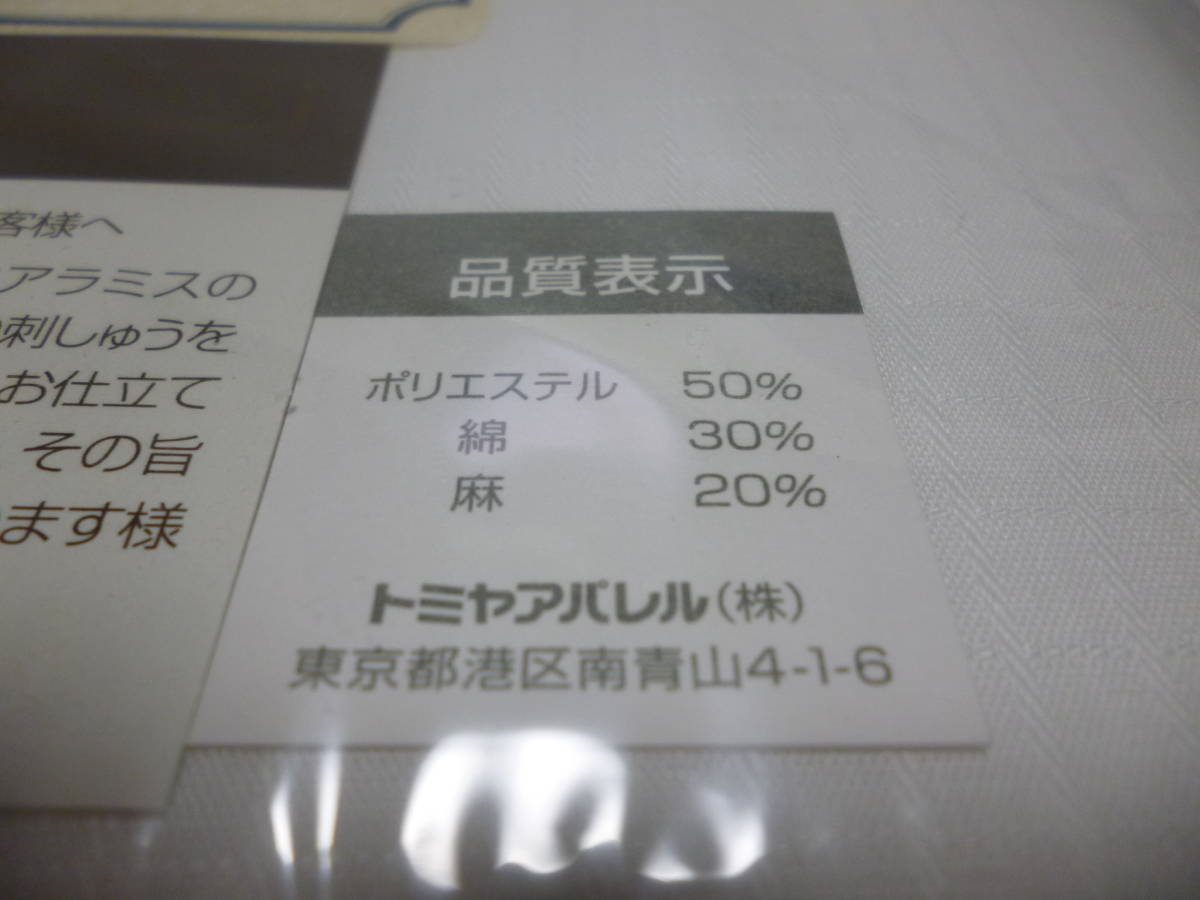 客様へ
アラミスの
刺しゅうを
お仕立て
その旨
ます様
品質表示
ポリエステル 50%
綿 30%
麻 20%
トミヤアパレル(株)
東京都港区南青山4-1-6